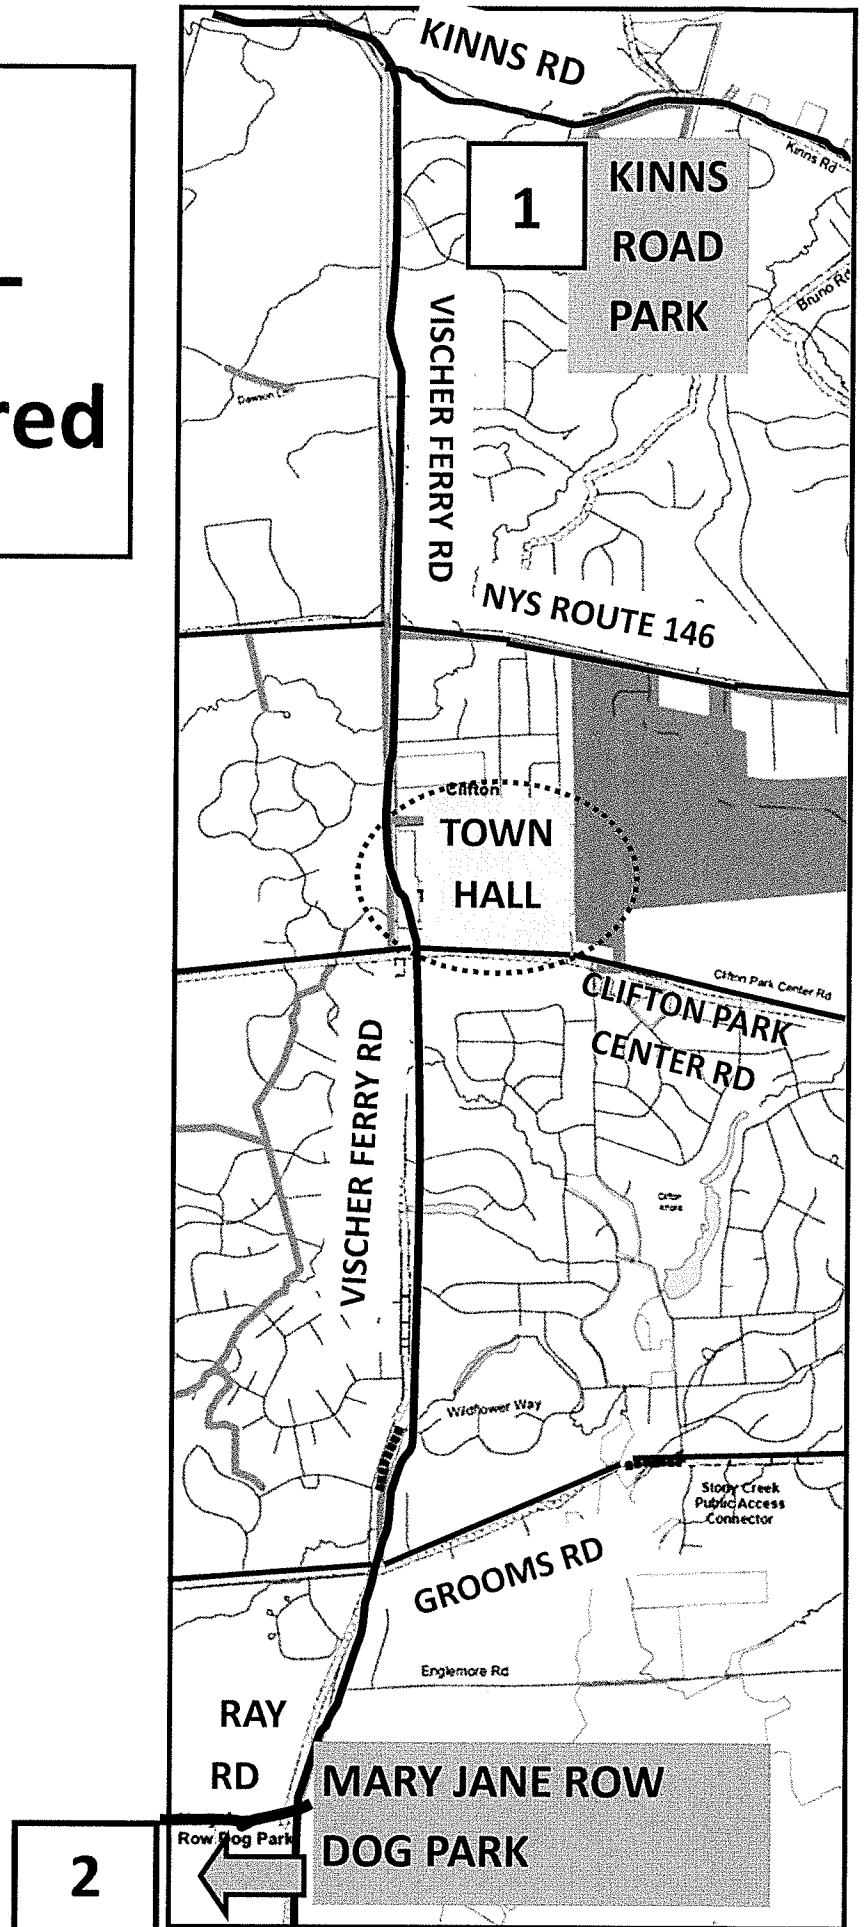 red
KINNS RD
Kinns Rd
1
KINNS
ROAD
PARK
Bruno Rd
VISCHER FERRY RD
NYS ROUTE 146
Clifton
TOWN
HALL
Clifton Park Center Rd
CLIFTON PARK
CENTER RD
VISCHER FERRY RD
Wildflower Way
Stony Creek
Public Access
Connector
GROOMS RD
Englemore Rd
RAY
RD
MARY JANE ROW
DOG PARK
Row Dog Park
2